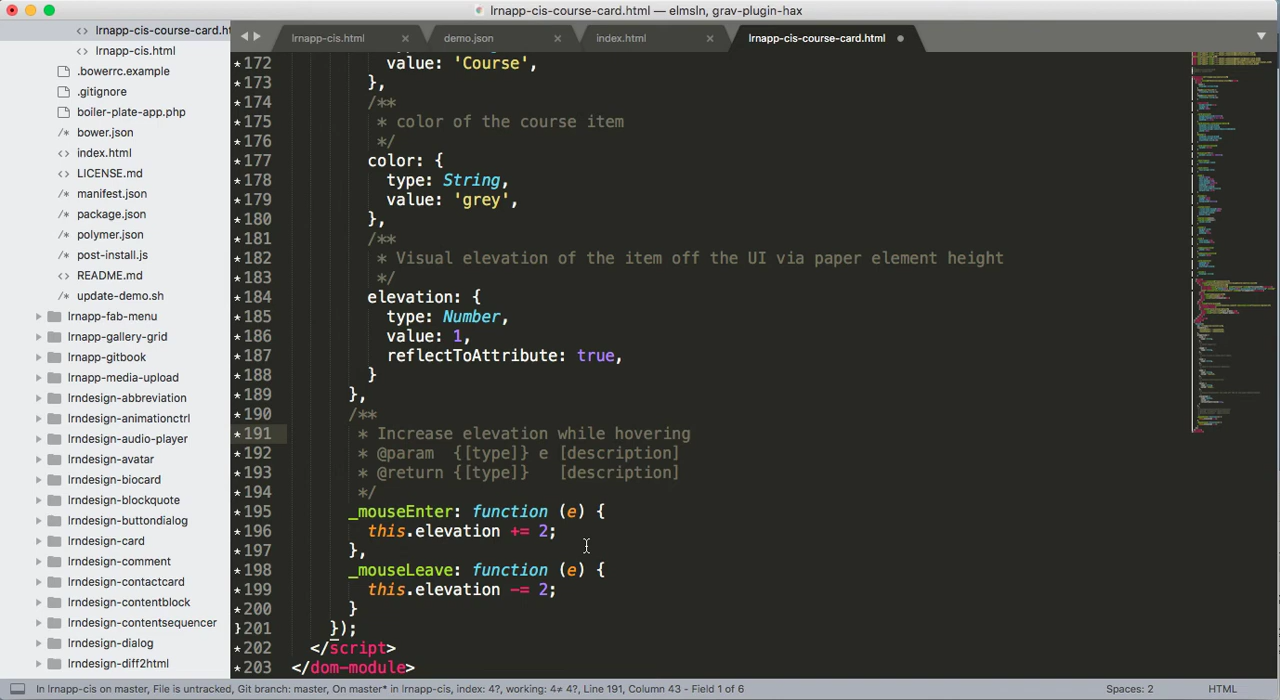 lrnapp-cis-course-card.html — elmsln, grav-plugin-hax
lrnapp-cis-course-card.ht
lrnapp-cis.html
.bowerrc.example
.gitignore
boiler-plate-app.php
bower.json
index.html
LICENSE.md
manifest.json
package.json
polymer.json
post-install.js
README.md
update-demo.sh
lrnapp-fab-menu
lrnapp-gallery-grid
lrnapp-gitbook
lrnapp-media-upload
lrndesign-abbreviation
lrndesign-animationctrl
lrndesign-audio-player
lrndesign-avatar
lrndesign-biocard
lrndesign-blockquote
lrndesign-buttondialog
lrndesign-card
lrndesign-comment
lrndesign-contactcard
lrndesign-contentblock
lrndesign-contentsequencer
lrndesign-dialog
lrndesign-diff2html
lrnapp-cis.html × demo.json × index.html × lrnapp-cis-course-card.html
172 value: 'Course',
173 },
174 /**
175 * color of the course item
176 */
177 color: {
178 type: String,
179 value: 'grey',
180 },
181 /**
182 * Visual elevation of the item off the UI via paper element height
183 */
184 elevation: {
185 type: Number,
186 value: 1,
187 reflectToAttribute: true,
188 }
189 },
190 /**
191 * Increase elevation while hovering
192 * @param {[type]} e [description]
193 * @return {[type]} [description]
194 */
195 _mouseEnter: function (e) {
196 this.elevation += 2;
197 },
198 _mouseLeave: function (e) {
199 this.elevation -= 2;
200 }
201 });
202 </script>
203 </dom-module>
In lrnapp-cis on master, File is untracked, Git branch: master, On master* in lrnapp-cis, index: 4?, working: 4≠ 4?, Line 191, Column 43 - Field 1 of 6
Spaces: 2
HTML